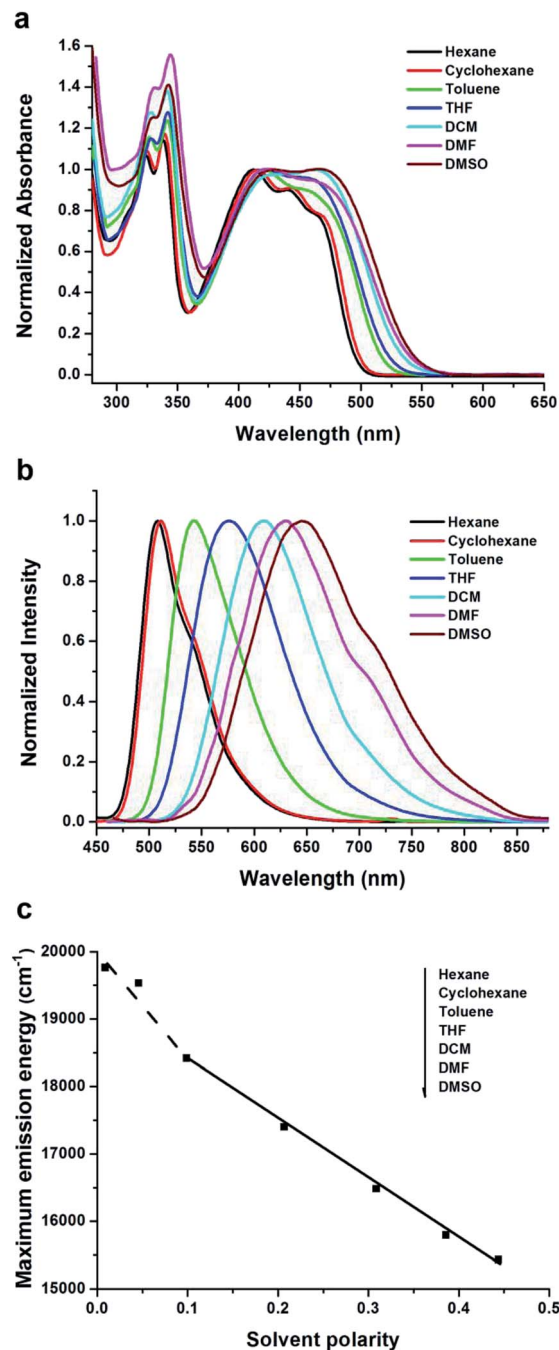 a
1.6
1.4
1.2
1.0
0.8
0.6
0.4
0.2
0.0
Normalized Absorbance
Hexane
Cyclohexane
Toluene
THF
DCM
DMF
DMSO
300 350 400 450 500 550 600 650
Wavelength (nm)
b
1.0
0.8
0.6
0.4
0.2
0.0
Normalized Intensity
Hexane
Cyclohexane
Toluene
THF
DCM
DMF
DMSO
450 500 550 600 650 700 750 800 850
Wavelength (nm)
c
20000
19000
18000
17000
16000
15000
Maximum emission energy (cm-1)
Hexane
Cyclohexane
Toluene
THF
DCM
DMF
DMSO
0.0 0.1 0.2 0.3 0.4 0.5
Solvent polarity